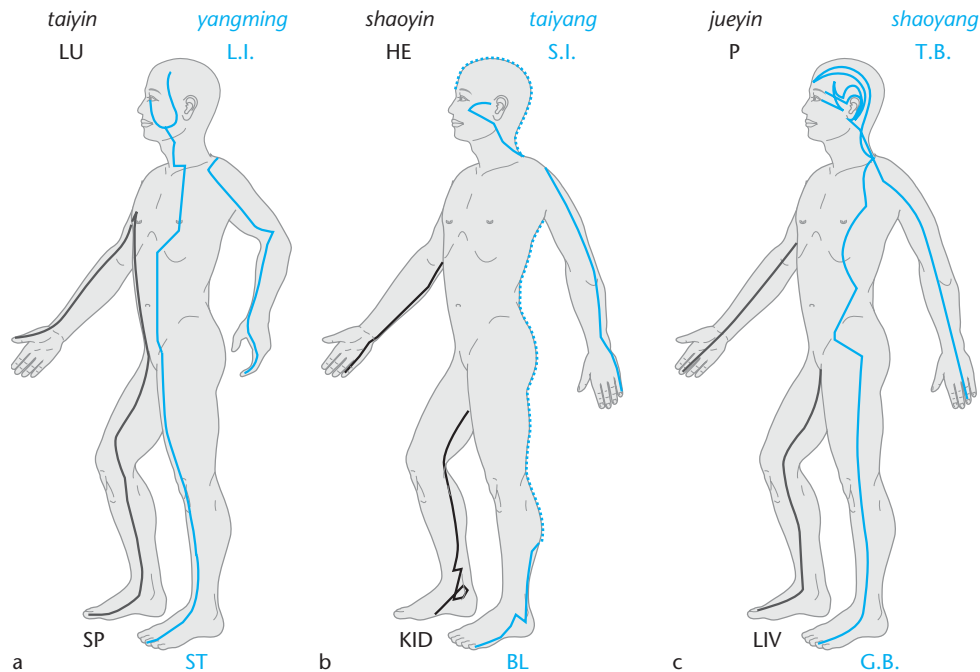 taiyin yangming
LU L.I.
shaoyin taiyang
HE S.I.
jueyin shaoyang
P T.B.
SP
ST
a
KID
BL
b
LIV
G.B.
c